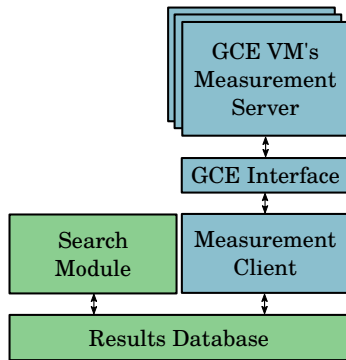 GCE VM's
Measurement
Server
GCE Interface
Search
Module
Measurement
Client
Results Database